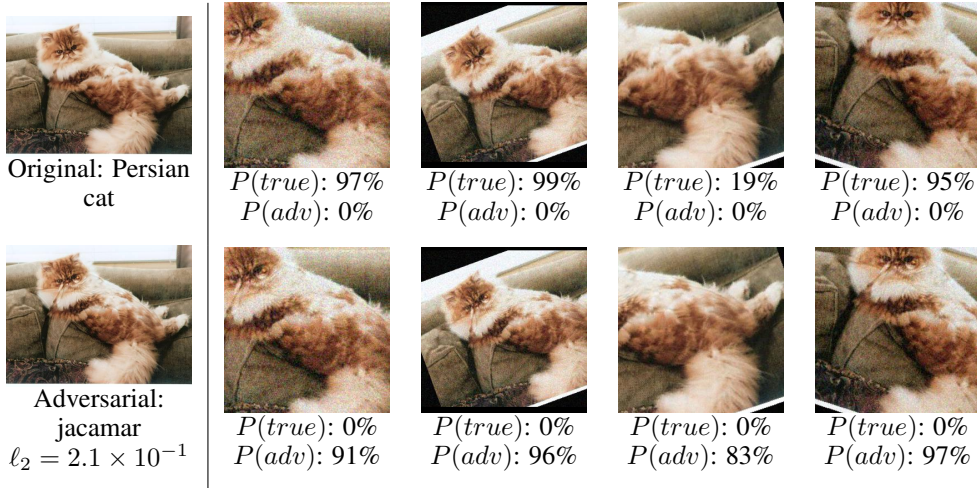 Original: Persian
cat
P(true): 97%
P(adv): 0%
P(true): 99%
P(adv): 0%
P(true): 19%
P(adv): 0%
P(true): 95%
P(adv): 0%
Adversarial:
jacamar
ℓ₂ = 2.1 × 10⁻¹
P(true): 0%
P(adv): 91%
P(true): 0%
P(adv): 96%
P(true): 0%
P(adv): 83%
P(true): 0%
P(adv): 97%